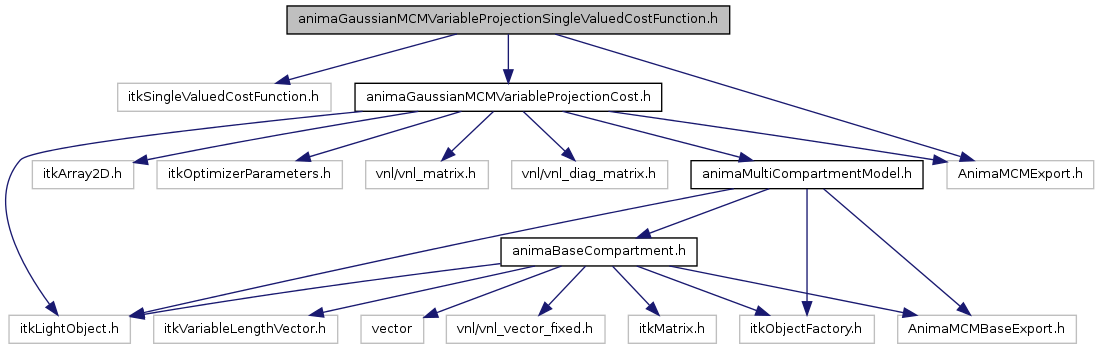 animaGaussianMCMVariableProjectionSingleValuedCostFunction.h
itkSingleValuedCostFunction.h
animaGaussianMCMVariableProjectionCost.h
itkArray2D.h
itkOptimizerParameters.h
vnl/vnl_matrix.h
vnl/vnl_diag_matrix.h
animaMultiCompartmentModel.h
AnimaMCMExport.h
animaBaseCompartment.h
itkLightObject.h
itkVariableLengthVector.h
vector
vnl/vnl_vector_fixed.h
itkMatrix.h
itkObjectFactory.h
AnimaMCMBaseExport.h